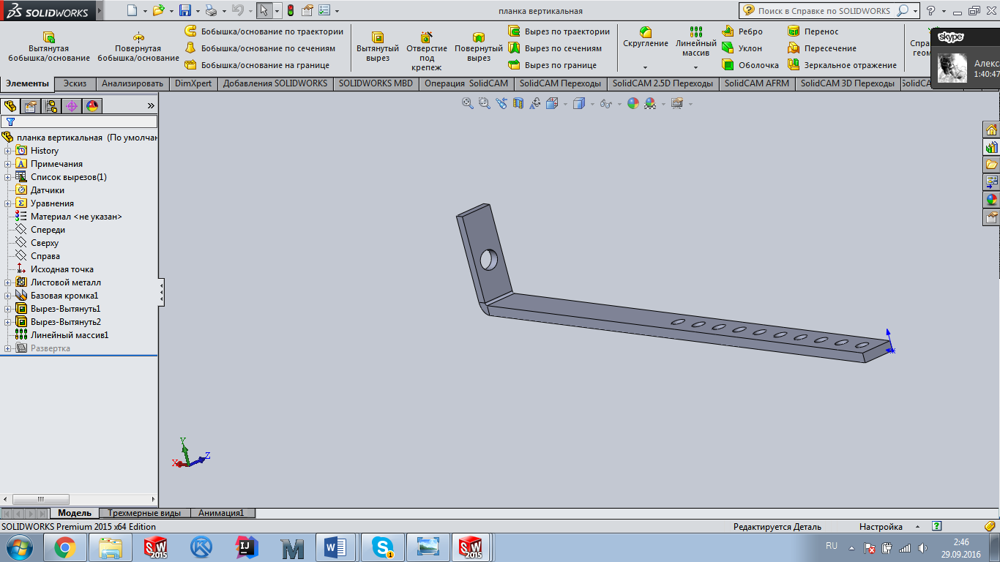 SOLIDWORKS
планка вертикальная
Поиск в Справке по SOLIDWORKS
Вытянутая бобышка/основание
Повернутая бобышка/основание
Бобышка/основание по траектории
Бобышка/основание по сечениям
Бобышка/основание на границе
Вытянутый вырез
Отверстие под крепеж
Повернутый вырез
Вырез по траектории
Вырез по сечениям
Вырез по границе
Скругление
Линейный массив
Ребро
Уклон
Оболочка
Перенос
Пересечение
Зеркальное отражение
Спра
геом
skype
Алекса
1:40:47
Элементы
Эскиз
Анализировать
DimXpert
Добавления SOLIDWORKS
SOLIDWORKS MBD
Операция SolidCAM
SolidCAM Переходы
SolidCAM 2.5D Переходы
SolidCAM AFRM
SolidCAM 3D Переходы
SolidCA
планка вертикальная (По умолчан
History
Примечания
Список вырезов(1)
Датчики
Уравнения
Материал <не указан>
Спереди
Сверху
Справа
Исходная точка
Листовой металл
Базовая кромка1
Вырез-Вытянуть1
Вырез-Вытянуть2
Линейный массив1
Развертка
Y
X
Z
Модель
Трехмерные виды
Анимация1
SOLIDWORKS Premium 2015 x64 Edition
Редактируется Деталь
Настройка
RU
2:46
29.09.2016